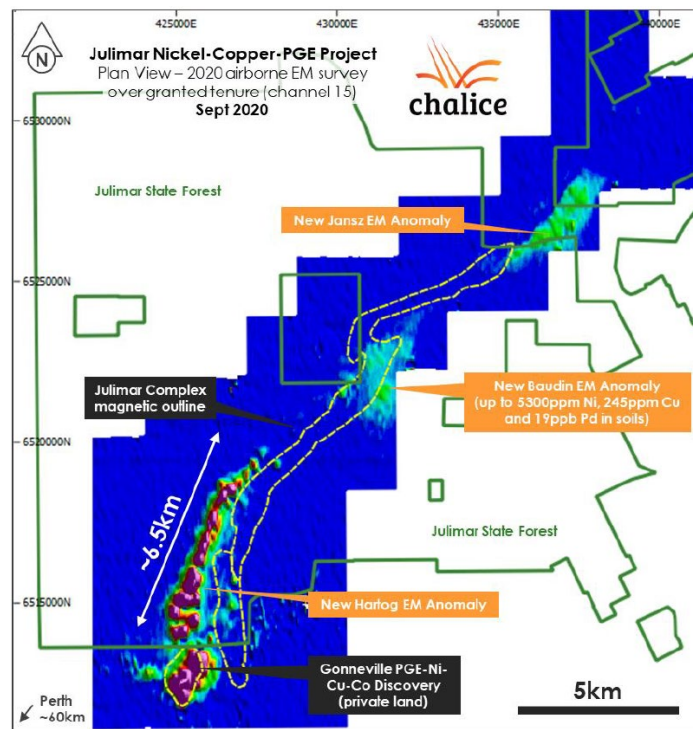 425000E
430000E
435000E
40000E
N
Julimar Nickel-Copper-PGE Project
Plan View – 2020 airborne EM survey
over granted tenure (channel 15)
Sept 2020
chalice
6530000N
Julimar State Forest
New Jansz EM Anomaly
6525000N
Julimar Complex
magnetic outline
New Baudin EM Anomaly
(up to 5300ppm Ni, 245ppm Cu
and 19ppb Pd in soils)
6520000N
~6.5km
Julimar State Forest
6515000N
New Hartog EM Anomaly
Gonneville PGE-Ni-
Cu-Co Discovery
(private land)
Perth
~60km
5km